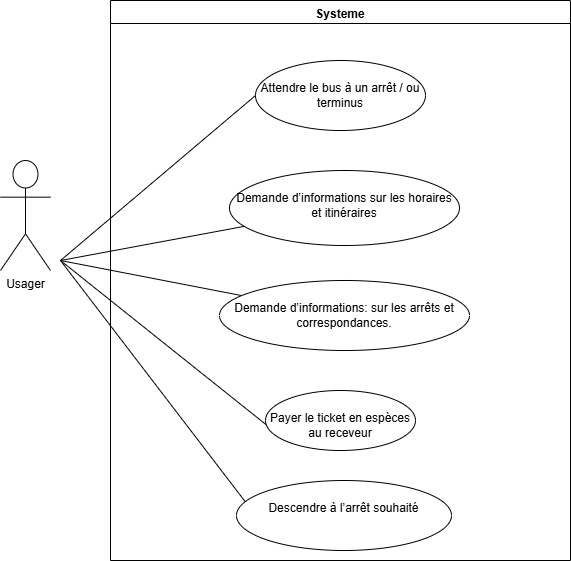 Systeme
Attendre le bus à un arrêt / ou
terminus
Demande d'informations sur les horaires
et itinéraires
Usager
Demande d'informations: sur les arrêts et
correspondances.
Payer le ticket en espèces
au receveur
Descendre à l'arrêt souhaité